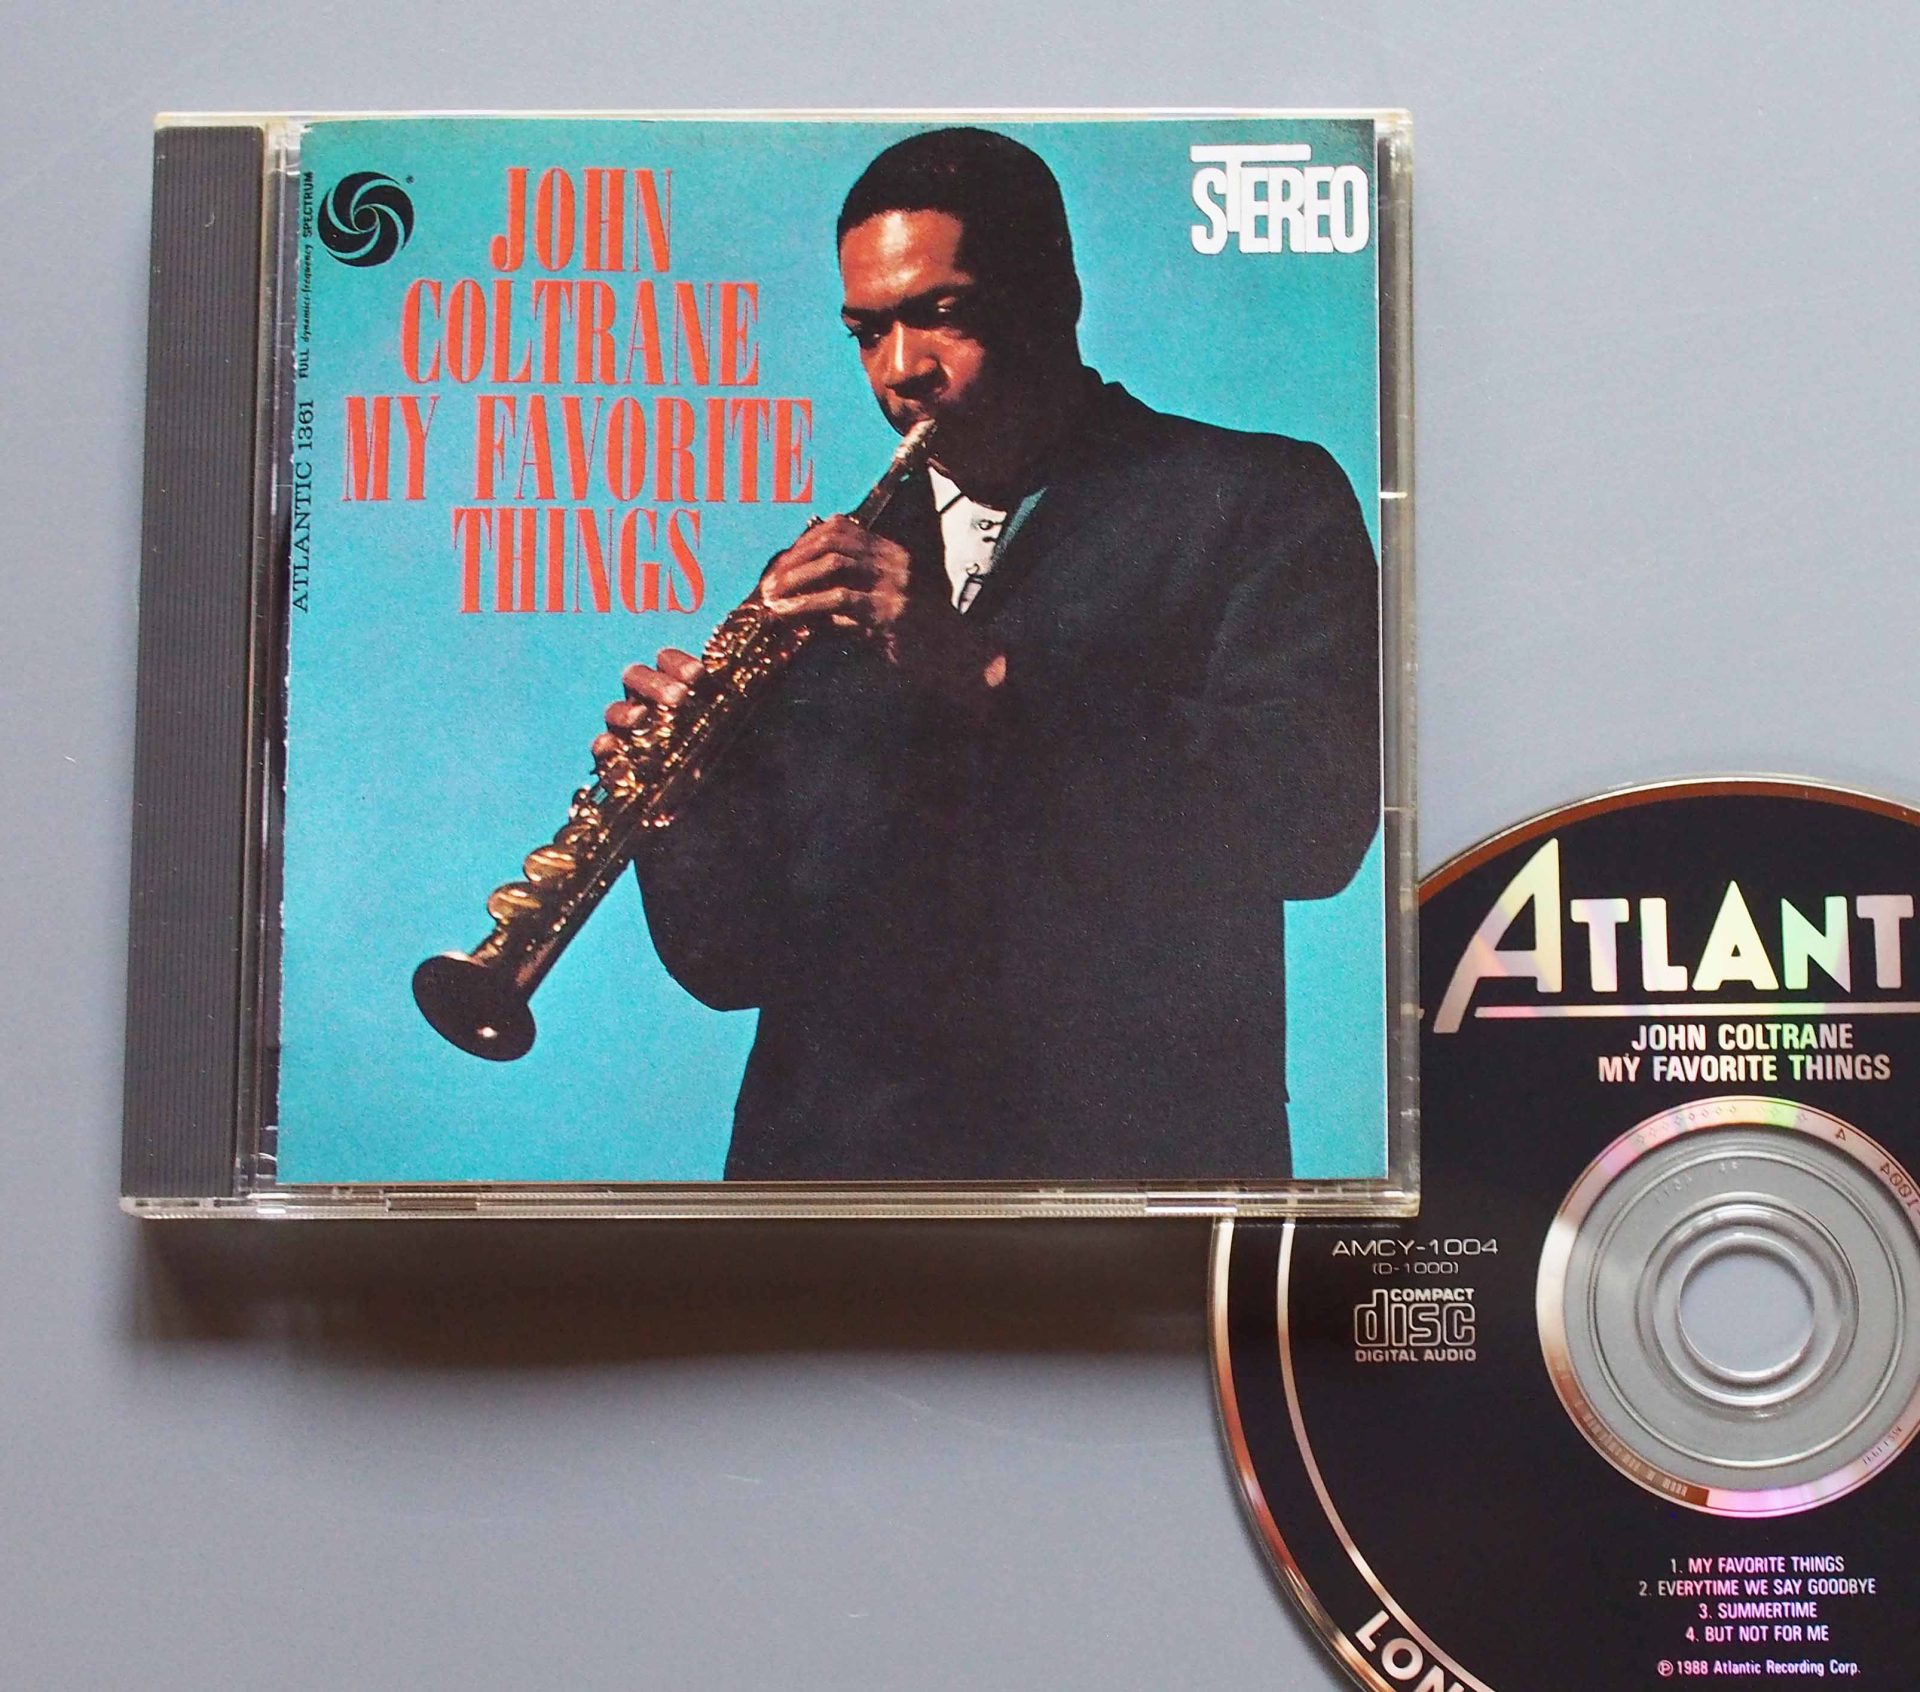 JOHN
COLTRANE
MY FAVORITE
THINGS
STEREO
ATLANTIC 1361 FULL dynamics-frequency SPECTRUM
ATLANT
JOHN COLTRANE
MY FAVORITE THINGS
AMCY-1004
(D-1000)
COMPACT
disc
DIGITAL AUDIO
1. MY FAVORITE THINGS
2. EVERYTIME WE SAY GOODBYE
3. SUMMERTIME
4. BUT NOT FOR ME
℗ 1988 Atlantic Recording Corp.
LON